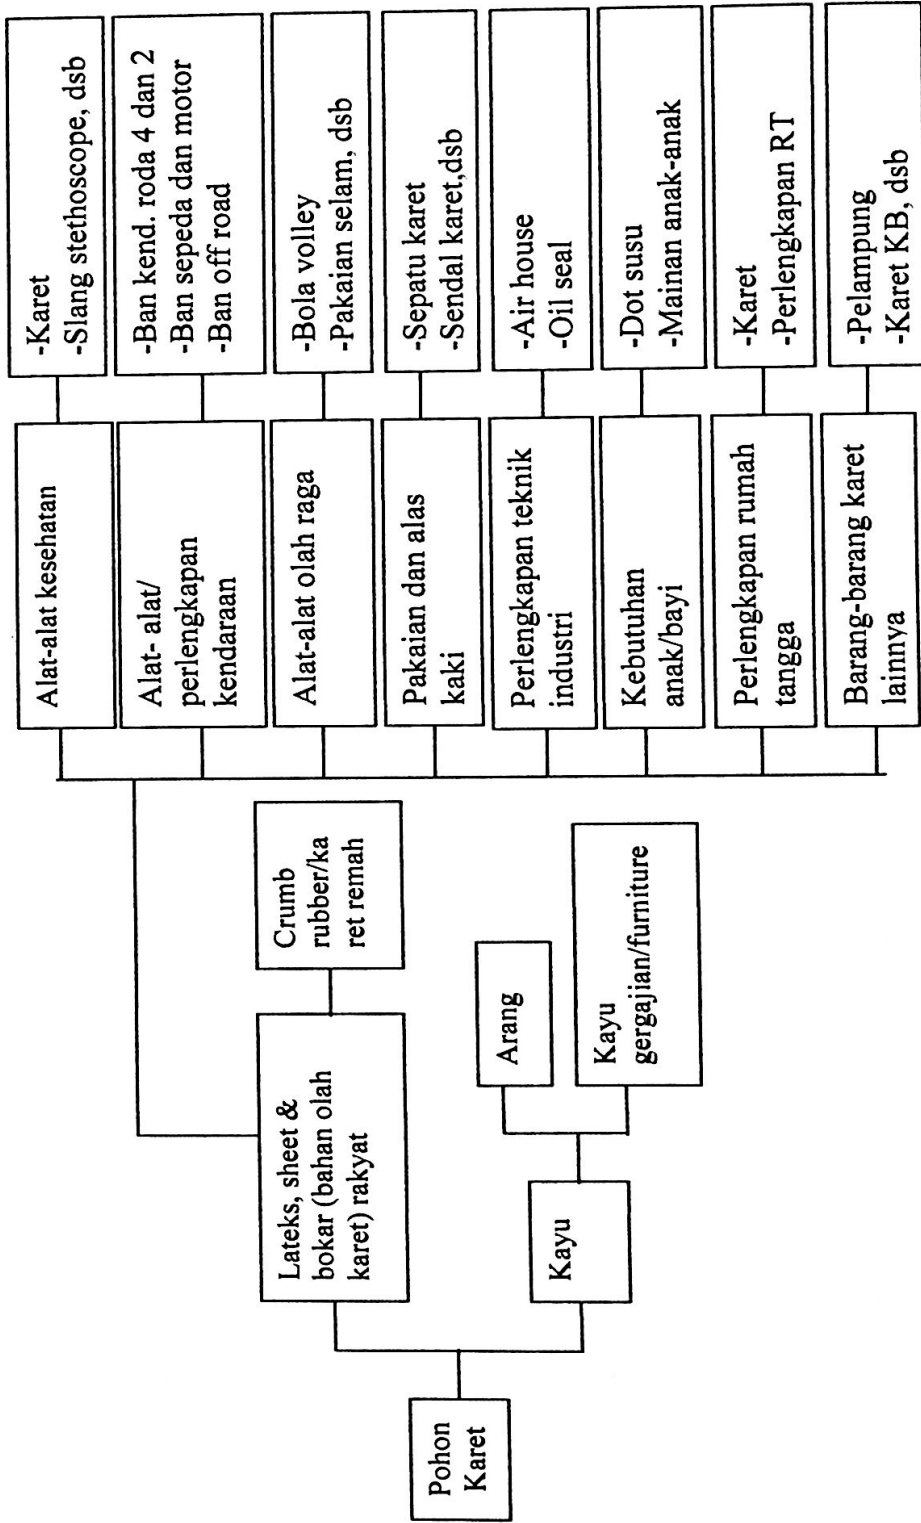 Pohon
Karet
Lateks, sheet &
bokar (bahan olah
karet) rakyat
Crumb
rubber/ka
ret remah
Kayu
Arang
Kayu
gergajian/furniture
Alat-alat kesehatan
-Karet
-Slang stethoscope, dsb
Alat- alat/
perlengkapan
kendaraan
-Ban kend. roda 4 dan 2
-Ban sepeda dan motor
-Ban off road
Alat-alat olah raga
-Bola volley
-Pakaian selam, dsb
Pakaian dan alas
kaki
-Sepatu karet
-Sendal karet,dsb
Perlengkapan teknik
industri
-Air house
-Oil seal
Kebutuhan
anak/bayi
-Dot susu
-Mainan anak-anak
Perlengkapan rumah
tangga
-Karet
-Perlengkapan RT
Barang-barang karet
lainnya
-Pelampung
-Karet KB, dsb